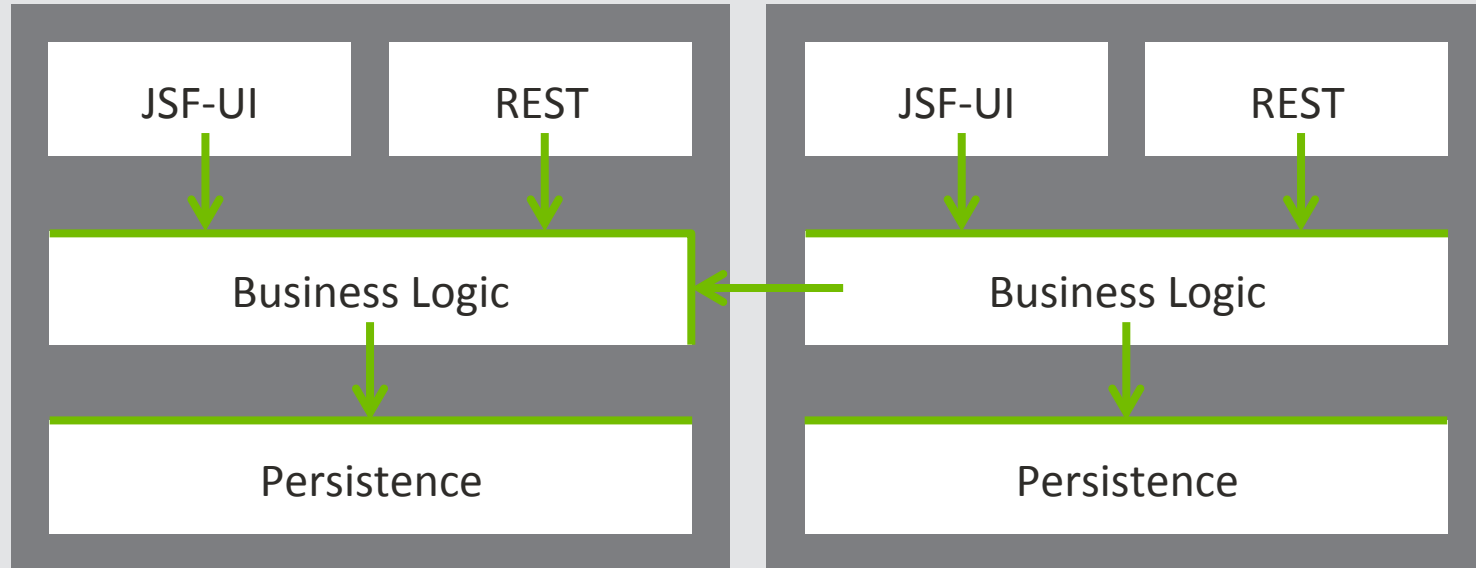 JSF-UI
REST
Business Logic
Persistence
JSF-UI
REST
Business Logic
Persistence